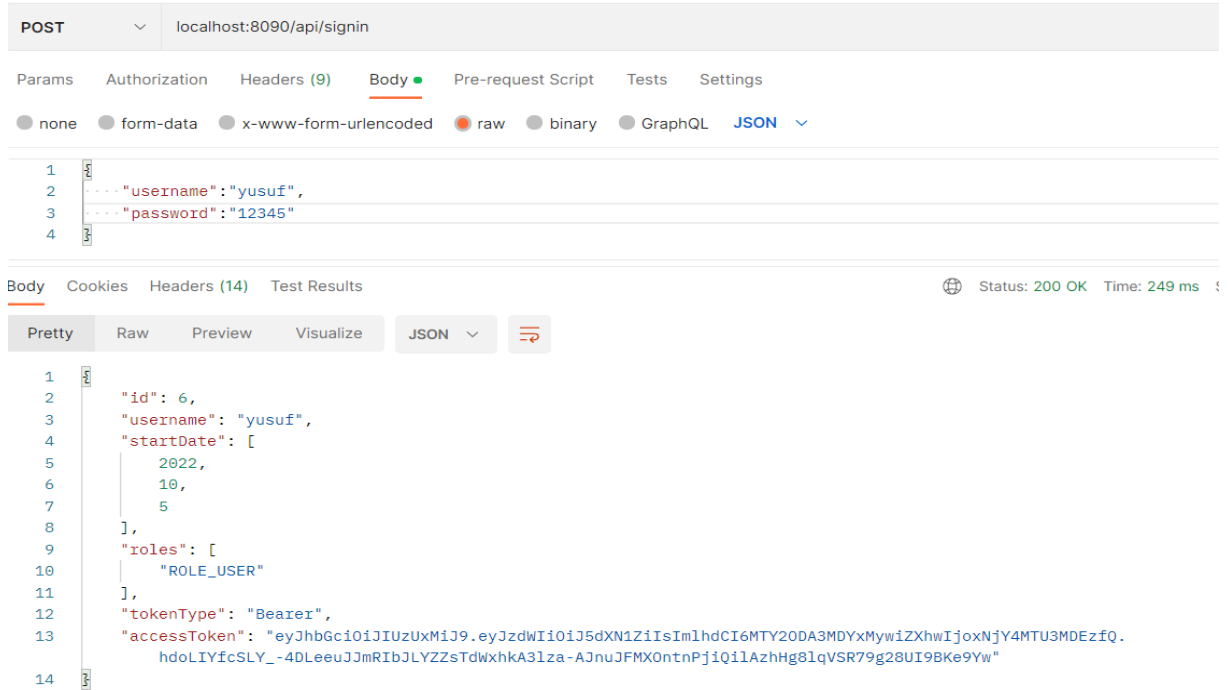 POST localhost:8090/api/signin
Params Authorization Headers (9) Body Pre-request Script Tests Settings
none form-data x-www-form-urlencoded raw binary GraphQL JSON
1 {
2 "username":"yusuf",
3 "password":"12345"
4 }
Body Cookies Headers (14) Test Results Status: 200 OK Time: 249 ms S
Pretty Raw Preview Visualize JSON
1 {
2 "id": 6,
3 "username": "yusuf",
4 "startDate": [
5 2022,
6 10,
7 5
8 ],
9 "roles": [
10 "ROLE_USER"
11 ],
12 "tokenType": "Bearer",
13 "accessToken": "eyJhbGciOiJIUzUxMiJ9.eyJzdWIiOiJ5dXN1ZiIsImlhdCI6MTY2ODA3MDYxMywiZXhwIjoxNjY4MTU3MDEzfQ.
hdoLIYfcSLY_-4DLeeuJJmRIbJLYZZsTdWxhkA3lza-AJnuJFMXOntnPjiQilAzhHg8lqVSR79g28UI9BKe9Yw"
14 }